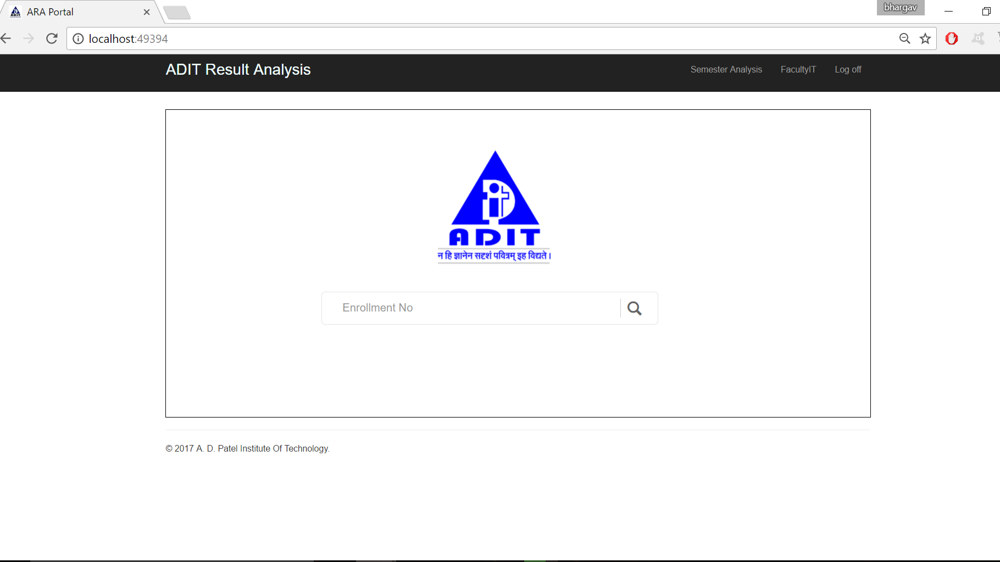 ARA Portal
bhargav
localhost:49394
ADIT Result Analysis
Semester Analysis
FacultyIT
Log off
ADIT
न हि ज्ञानेन सदृशं पवित्रम् इह विद्यते।
Enrollment No
© 2017 A. D. Patel Institute Of Technology.